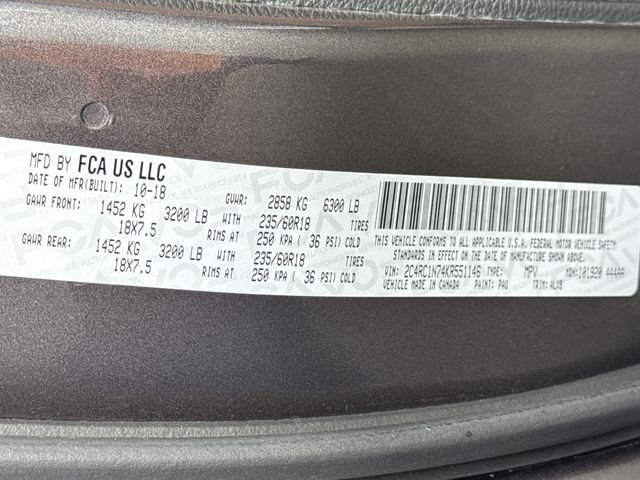 MFD BY FCA US LLC
DATE OF MFR(BUILT): 10-18 GVWR: 2858 KG 6300 LB
GAWR FRONT: 1452 KG 3200 LB WITH 235/60R18 TIRES
18X7.5 RIMS AT 250 KPA ( 36 PSI) COLD
GAWR REAR: 1452 KG 3200 LB WITH 235/60R18 TIRES
18X7.5 RIMS AT 250 KPA ( 36 PSI) COLD
THIS VEHICLE CONFORMS TO ALL APPLICABLE U.S.A. FEDERAL MOTOR VEHICLE SAFETY
STANDARDS IN EFFECT ON THE DATE OF MANUFACTURE SHOWN ABOVE.
VIN: 2C4RC1N74KR551146 TYPE: MPV MDH: 101920 444AA
VEHICLE MADE IN CANADA PAINT: PAU TRIM: ALX8